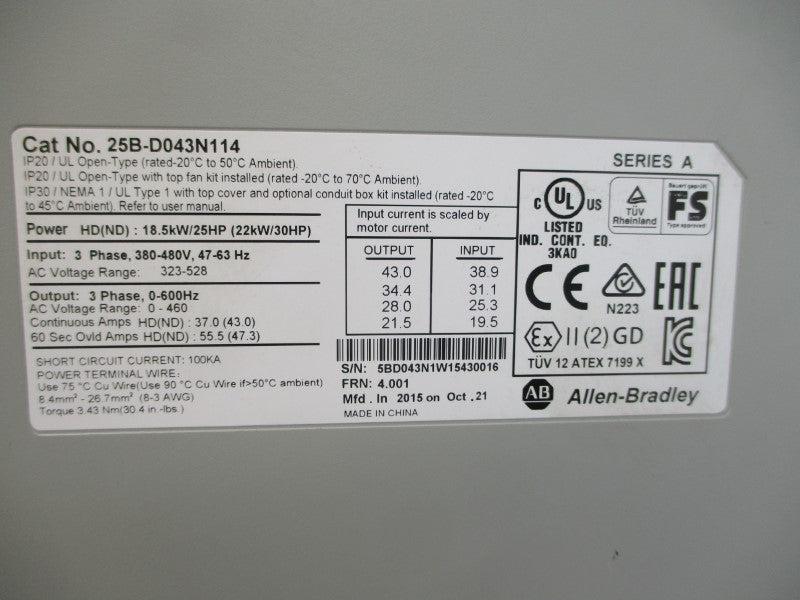 Cat No. 25B-D043N114
IP20 / UL Open-Type (rated-20°C to 50°C Ambient).
IP20 / UL Open-Type with top fan kit installed (rated -20°C to 70°C Ambient).
IP30 / NEMA 1 / UL Type 1 with top cover and optional conduit box kit installed (rated -20°C
to 45°C Ambient). Refer to user manual.
Power HD(ND) : 18.5kW/25HP (22kW/30HP)
Input: 3 Phase, 380-480V, 47-63 Hz
AC Voltage Range: 323-528
Output: 3 Phase, 0-600Hz
AC Voltage Range: 0 - 460
Continuous Amps HD(ND) : 37.0 (43.0)
60 Sec Ovld Amps HD(ND) : 55.5 (47.3)
SHORT CIRCUIT CURRENT: 100KA
POWER TERMINAL WIRE:
Use 75 °C Cu Wire(Use 90 °C Cu Wire if>50°C ambient)
8.4mm² - 26.7mm² (8-3 AWG)
Torque 3.43 Nm(30.4 in.-lbs.)
Input current is scaled by
motor current.
OUTPUT INPUT
43.0 38.9
34.4 31.1
28.0 25.3
21.5 19.5
S/N: 5BD043N1W15430016
FRN: 4.001
Mfd . In 2015 on Oct .21
MADE IN CHINA
SERIES A
C UL US
LISTED
IND. CONT. EQ.
3KA0
TÜV
Rheinland
Bauart geprüft
FS
Type approved
CE
N223
EAC
Ex II (2) GD
TÜV 12 ATEX 7199 X
AB Allen-Bradley